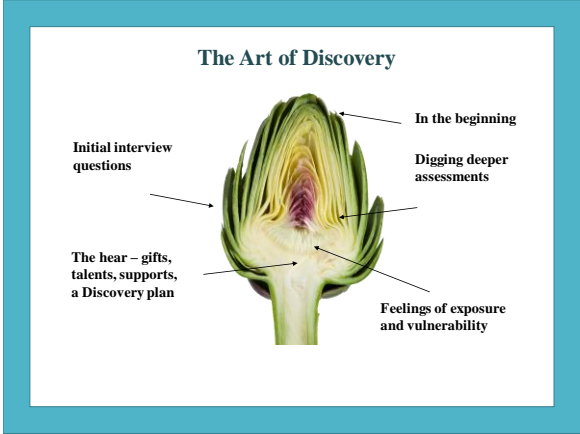 The Art of Discovery
In the beginning
Initial interview
questions
Digging deeper
assessments
The hear – gifts,
talents, supports,
a Discovery plan
Feelings of exposure
and vulnerability